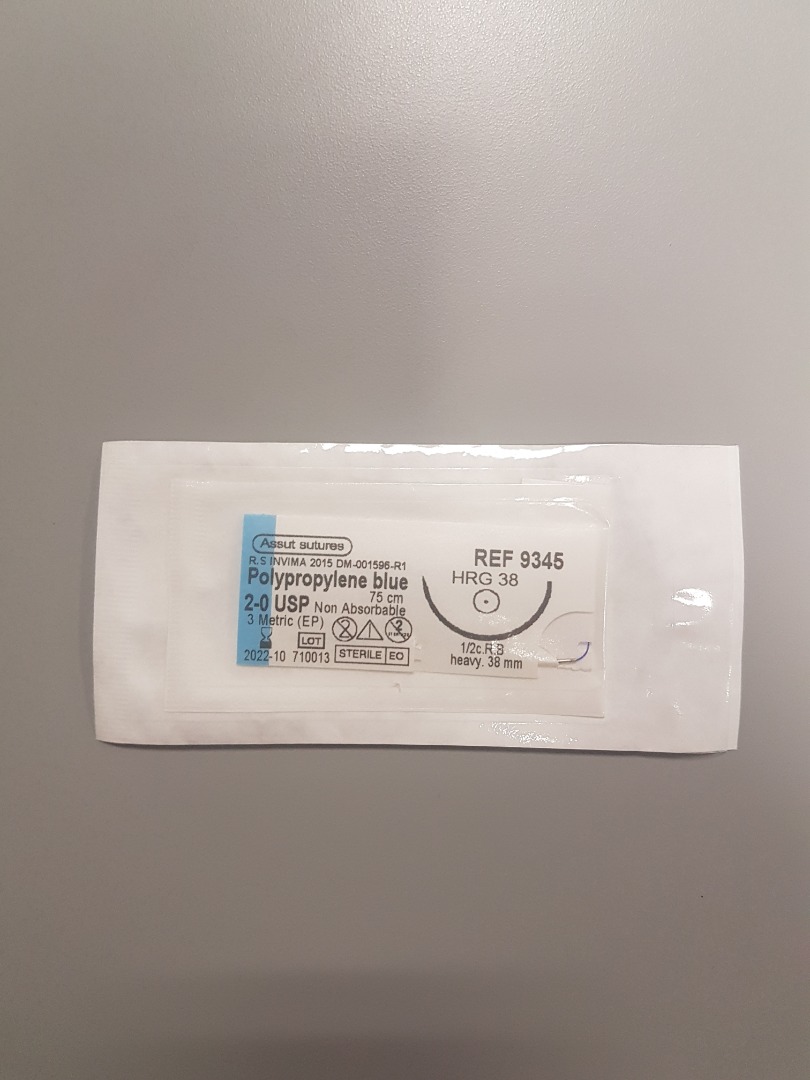 Assut sutures
R.S INVIMA 2015 DM-001596-R1
Polypropylene blue
75 cm
2-0 USP Non Absorbable
3 Metric (EP)
LOT
2022-10 710013 STERILE EO
REF 9345
HRG 38
1/2c.R.B
heavy. 38 mm